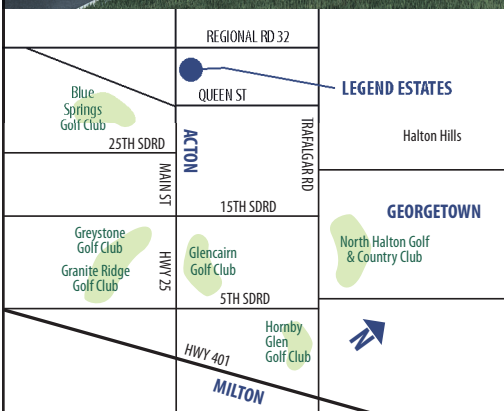 REGIONAL RD 32
LEGEND ESTATES
Blue
Springs
Golf Club
QUEEN ST
25TH SDRD
ACTON
TRAFALGAR RD
Halton Hills
MAIN ST
15TH SDRD
GEORGETOWN
Greystone
Golf Club
Granite Ridge
Golf Club
HWY 25
Glencairn
Golf Club
North Halton Golf
& Country Club
5TH SDRD
Hornby
Glen
Golf Club
N
HWY 401
MILTON